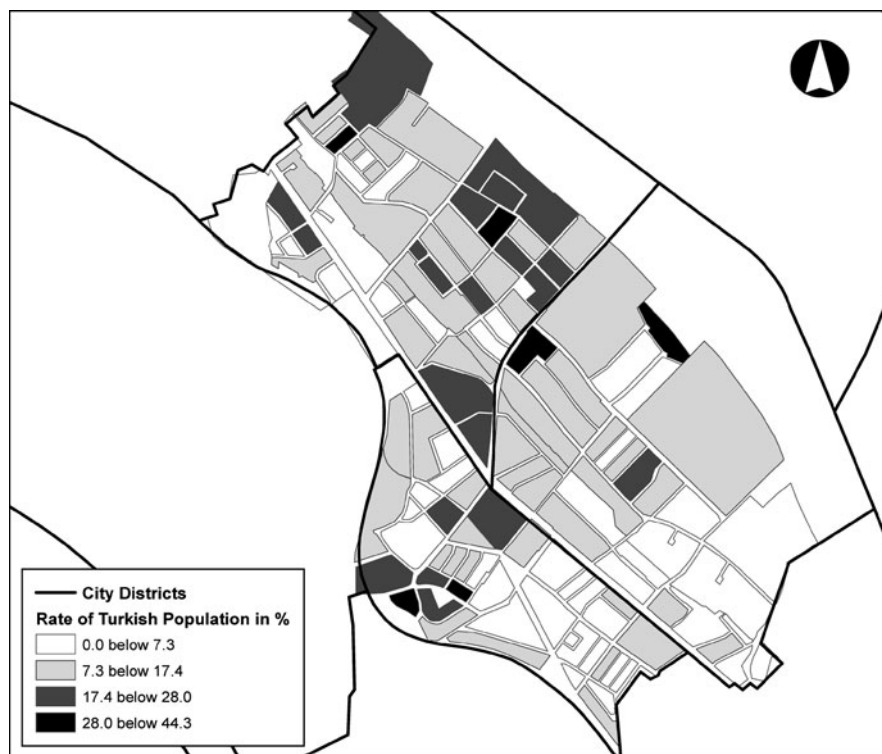 City Districts
Rate of Turkish Population in %
0.0 below 7.3
7.3 below 17.4
17.4 below 28.0
28.0 below 44.3